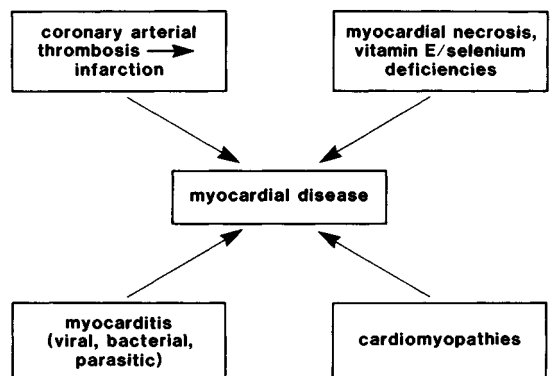 coronary arterial
thrombosis →
infarction
myocardial necrosis,
vitamin E/selenium
deficiencies
myocardial disease
myocarditis
(viral, bacterial,
parasitic)
cardiomyopathies